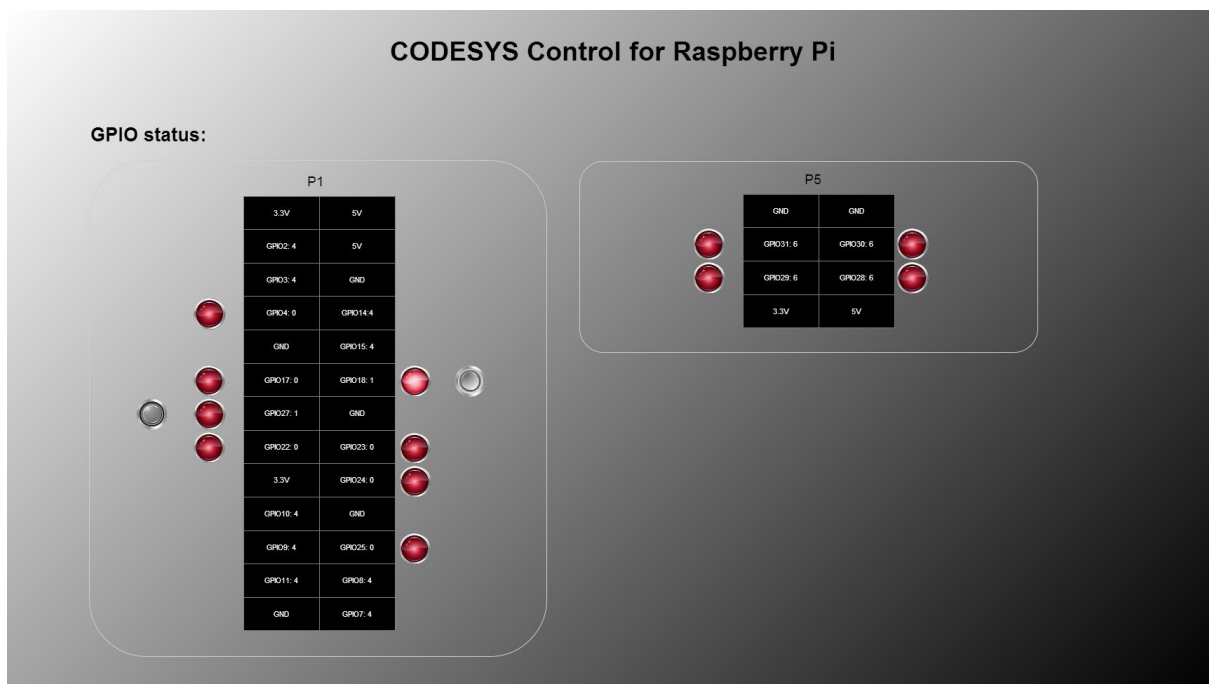 CODESYS Control for Raspberry Pi
GPIO status:
P1
3.3V 5V
GPIO2: 4 5V
GPIO3: 4 GND
GPIO4: 0 GPIO14:4
GND GPIO15: 4
GPIO17: 0 GPIO18: 1
GPIO27: 1 GND
GPIO22: 0 GPIO23: 0
3.3V GPIO24: 0
GPIO10: 4 GND
GPIO9: 4 GPIO25: 0
GPIO11: 4 GPIO8: 4
GND GPIO7: 4
P5
GND GND
GPIO31: 6 GPIO30: 6
GPIO29: 6 GPIO28: 6
3.3V 5V